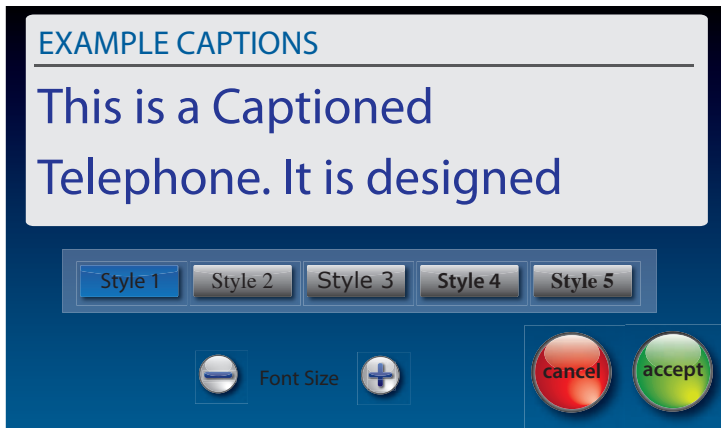 EXAMPLE CAPTIONS
This is a Captioned
Telephone. It is designed
Style 1 Style 2 Style 3 Style 4 Style 5
Font Size
cancel accept